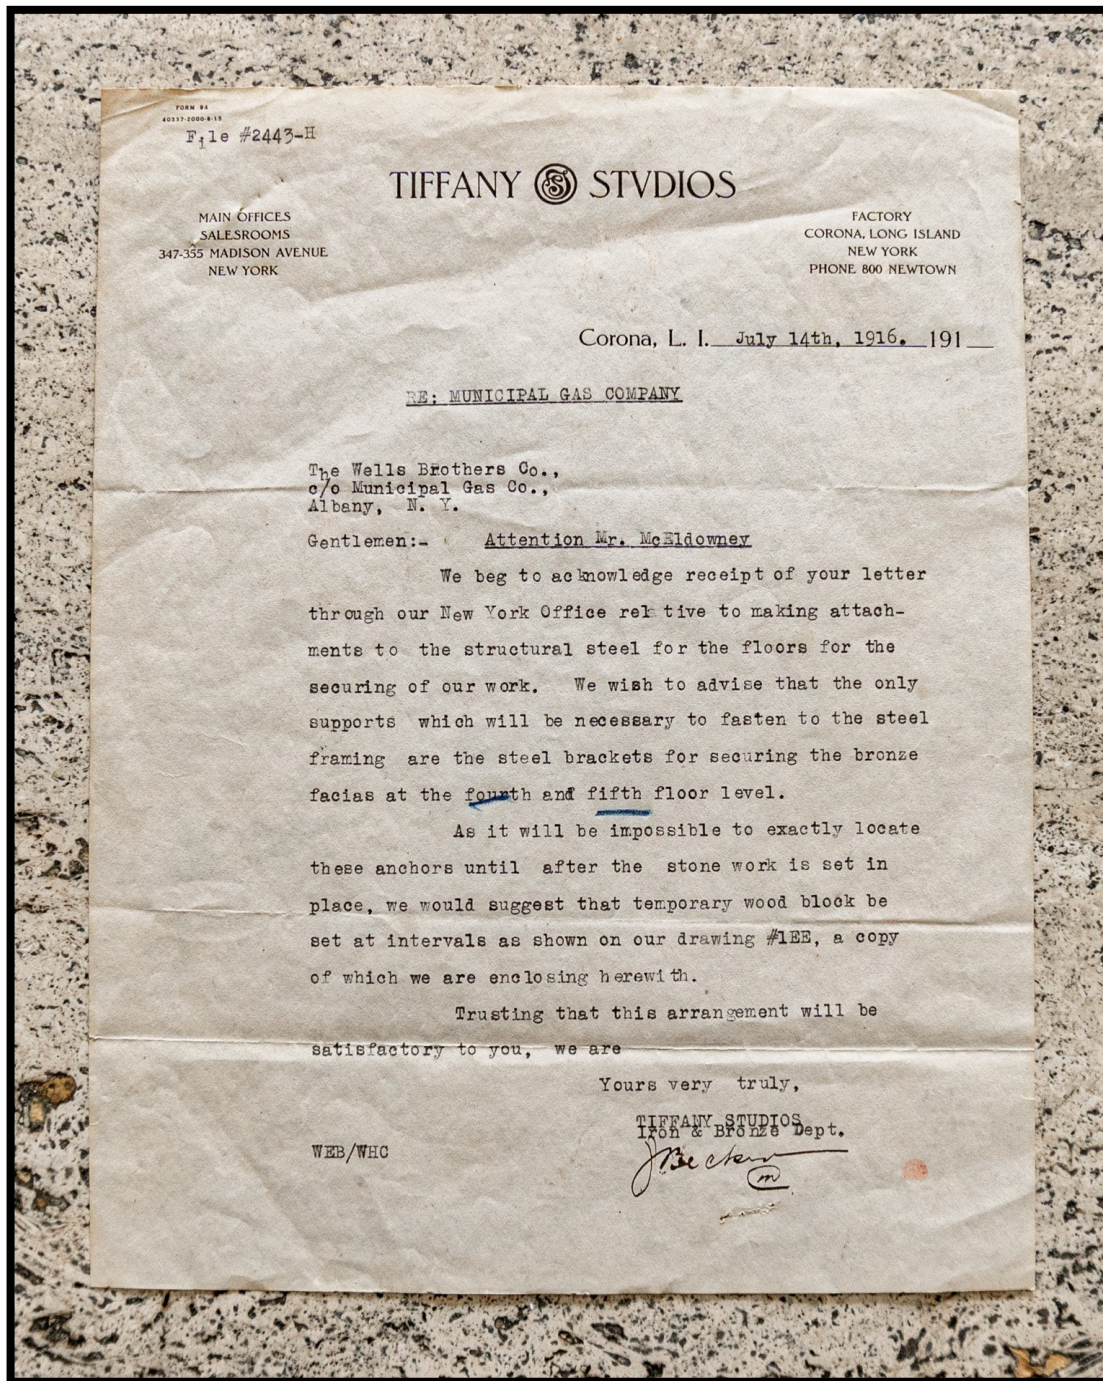 FORM 94
40337-2000-8-15
File #2443-H
TIFFANY STVDIOS
MAIN OFFICES
SALESROOMS
347-355 MADISON AVENUE
NEW YORK
FACTORY
CORONA, LONG ISLAND
NEW YORK
PHONE 800 NEWTOWN
Corona, L. I. July 14th, 1916. 191
RE: MUNICIPAL GAS COMPANY
The Wells Brothers Co.,
c/o Municipal Gas Co.,
Albany, N. Y.
Gentlemen:- Attention Mr. McEldowney
We beg to acknowledge receipt of your letter
through our New York Office relative to making attach-
ments to the structural steel for the floors for the
securing of our work. We wish to advise that the only
supports which will be necessary to fasten to the steel
framing are the steel brackets for securing the bronze
facias at the fourth and fifth floor level.
As it will be impossible to exactly locate
these anchors until after the stone work is set in
place, we would suggest that temporary wood block be
set at intervals as shown on our drawing #1EE, a copy
of which we are enclosing herewith.
Trusting that this arrangement will be
satisfactory to you, we are
Yours very truly,
TIFFANY STUDIOS
Iron & Bronze Dept.
WEB/WHC